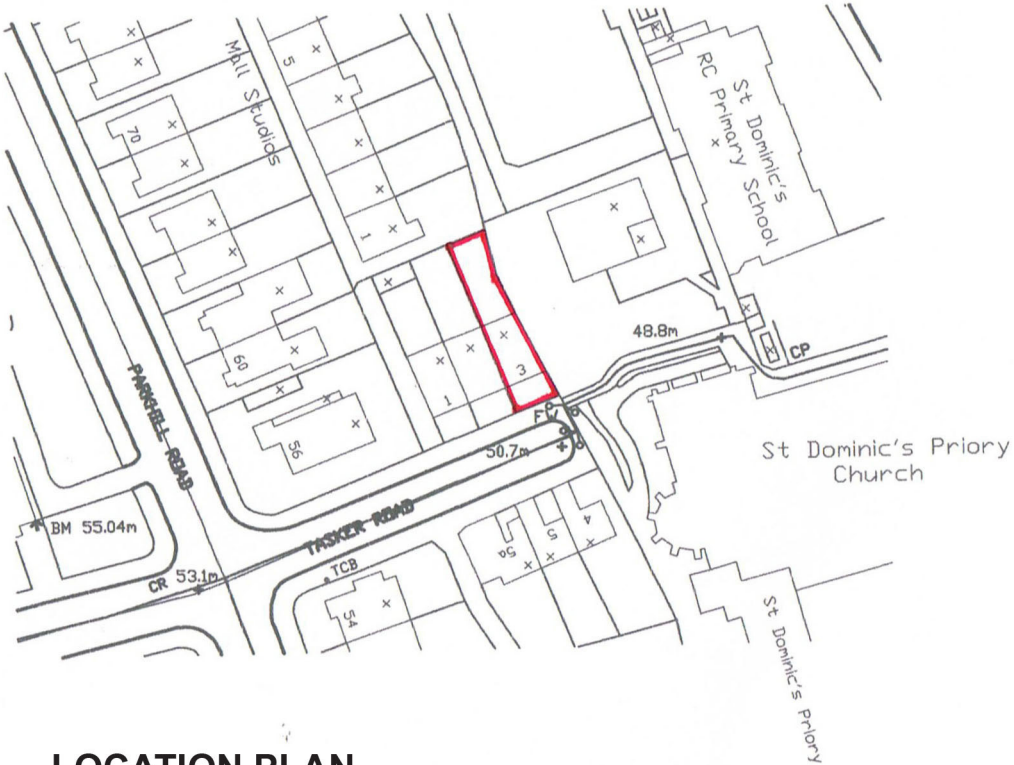 Mall Studios
5
70
1
60
56
PARKHILL ROAD
St Dominic's
RC Primary School
48.8m
CP
3
1
FW
50.7m
TASKER ROAD
St Dominic's Priory
Church
BM 55.04m
CR 53.1m
TCB
54
5a
5
4
St Dominic's Priory
LOCATION PLAN